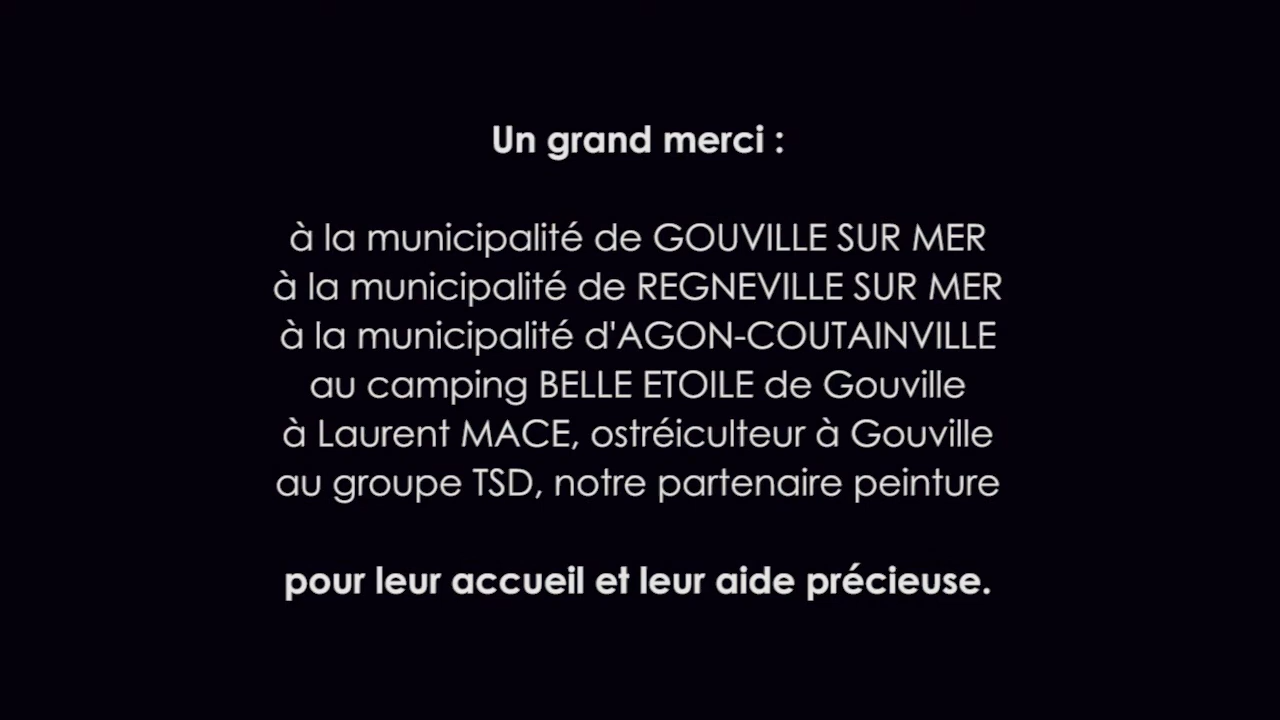 Un grand merci :
à la municipalité de GOUVILLE SUR MER
à la municipalité de REGNEVILLE SUR MER
à la municipalité d'AGON-COUTAINVILLE
au camping BELLE ETOILE de Gouville
à Laurent MACE, ostréiculteur à Gouville
au groupe TSD, notre partenaire peinture
pour leur accueil et leur aide précieuse.